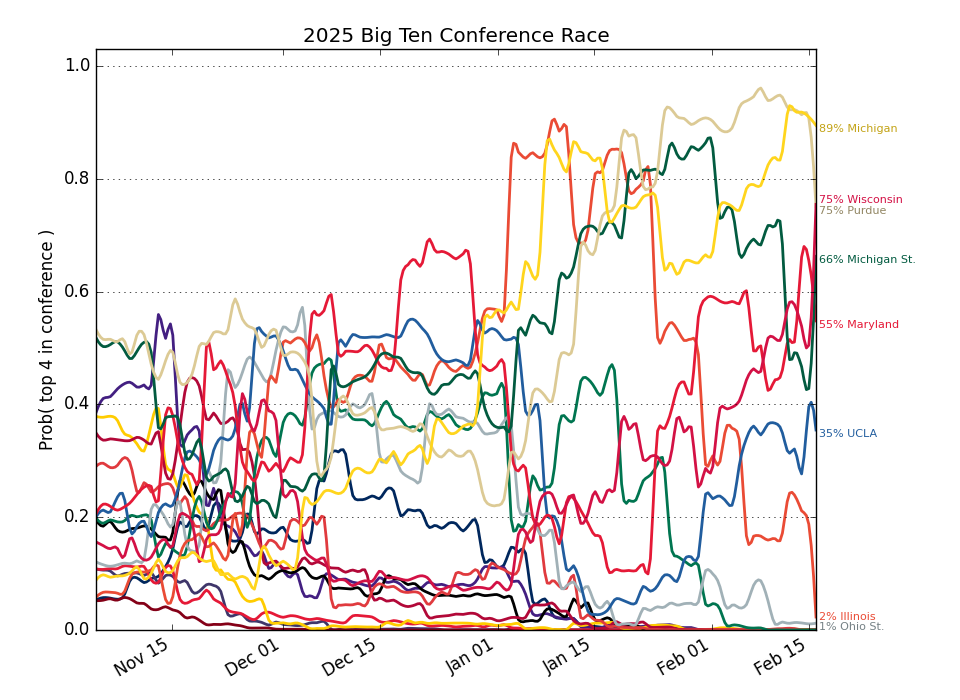 2025 Big Ten Conference Race
Prob( top 4 in conference )
1.0
0.8
0.6
0.4
0.2
0.0
Nov 15
Dec 01
Dec 15
Jan 01
Jan 15
Feb 01
Feb 15
89% Michigan
75% Wisconsin
75% Purdue
66% Michigan St.
55% Maryland
35% UCLA
2% Illinois
1% Ohio St.